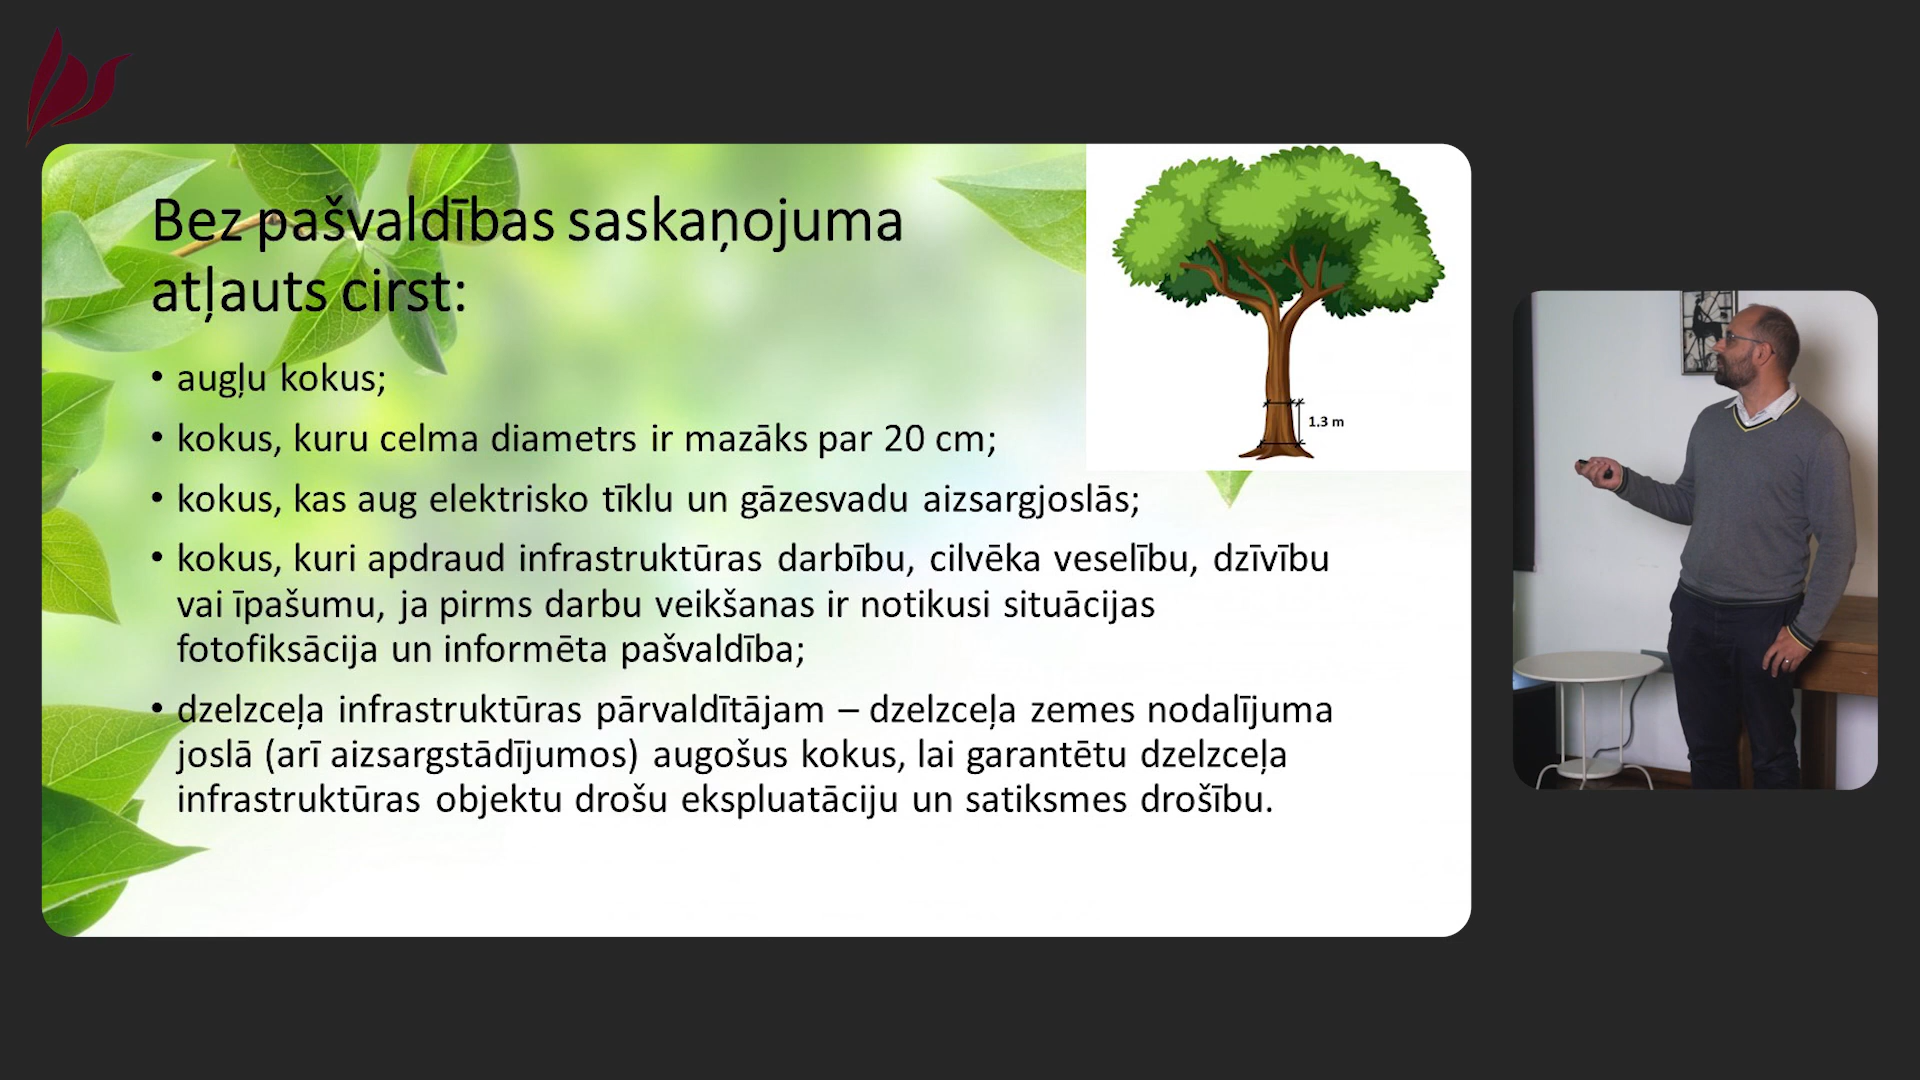 Bez pašvaldības saskaņojuma
atļauts cirst:
• augļu kokus;
• kokus, kuru celma diametrs ir mazāks par 20 cm;
1.3 m
• kokus, kas aug elektrisko tīklu un gāzesvadu aizsargjoslās;
• kokus, kuri apdraud infrastruktūras darbību, cilvēka veselību, dzīvību
vai īpašumu, ja pirms darbu veikšanas ir notikusi situācijas
fotofiksācija un informēta pašvaldība;
• dzelzceļa infrastruktūras pārvaldītājam – dzelzceļa zemes nodalījuma
joslā (arī aizsargstādījumos) augošus kokus, lai garantētu dzelzceļa
infrastruktūras objektu drošu ekspluatāciju un satiksmes drošību.